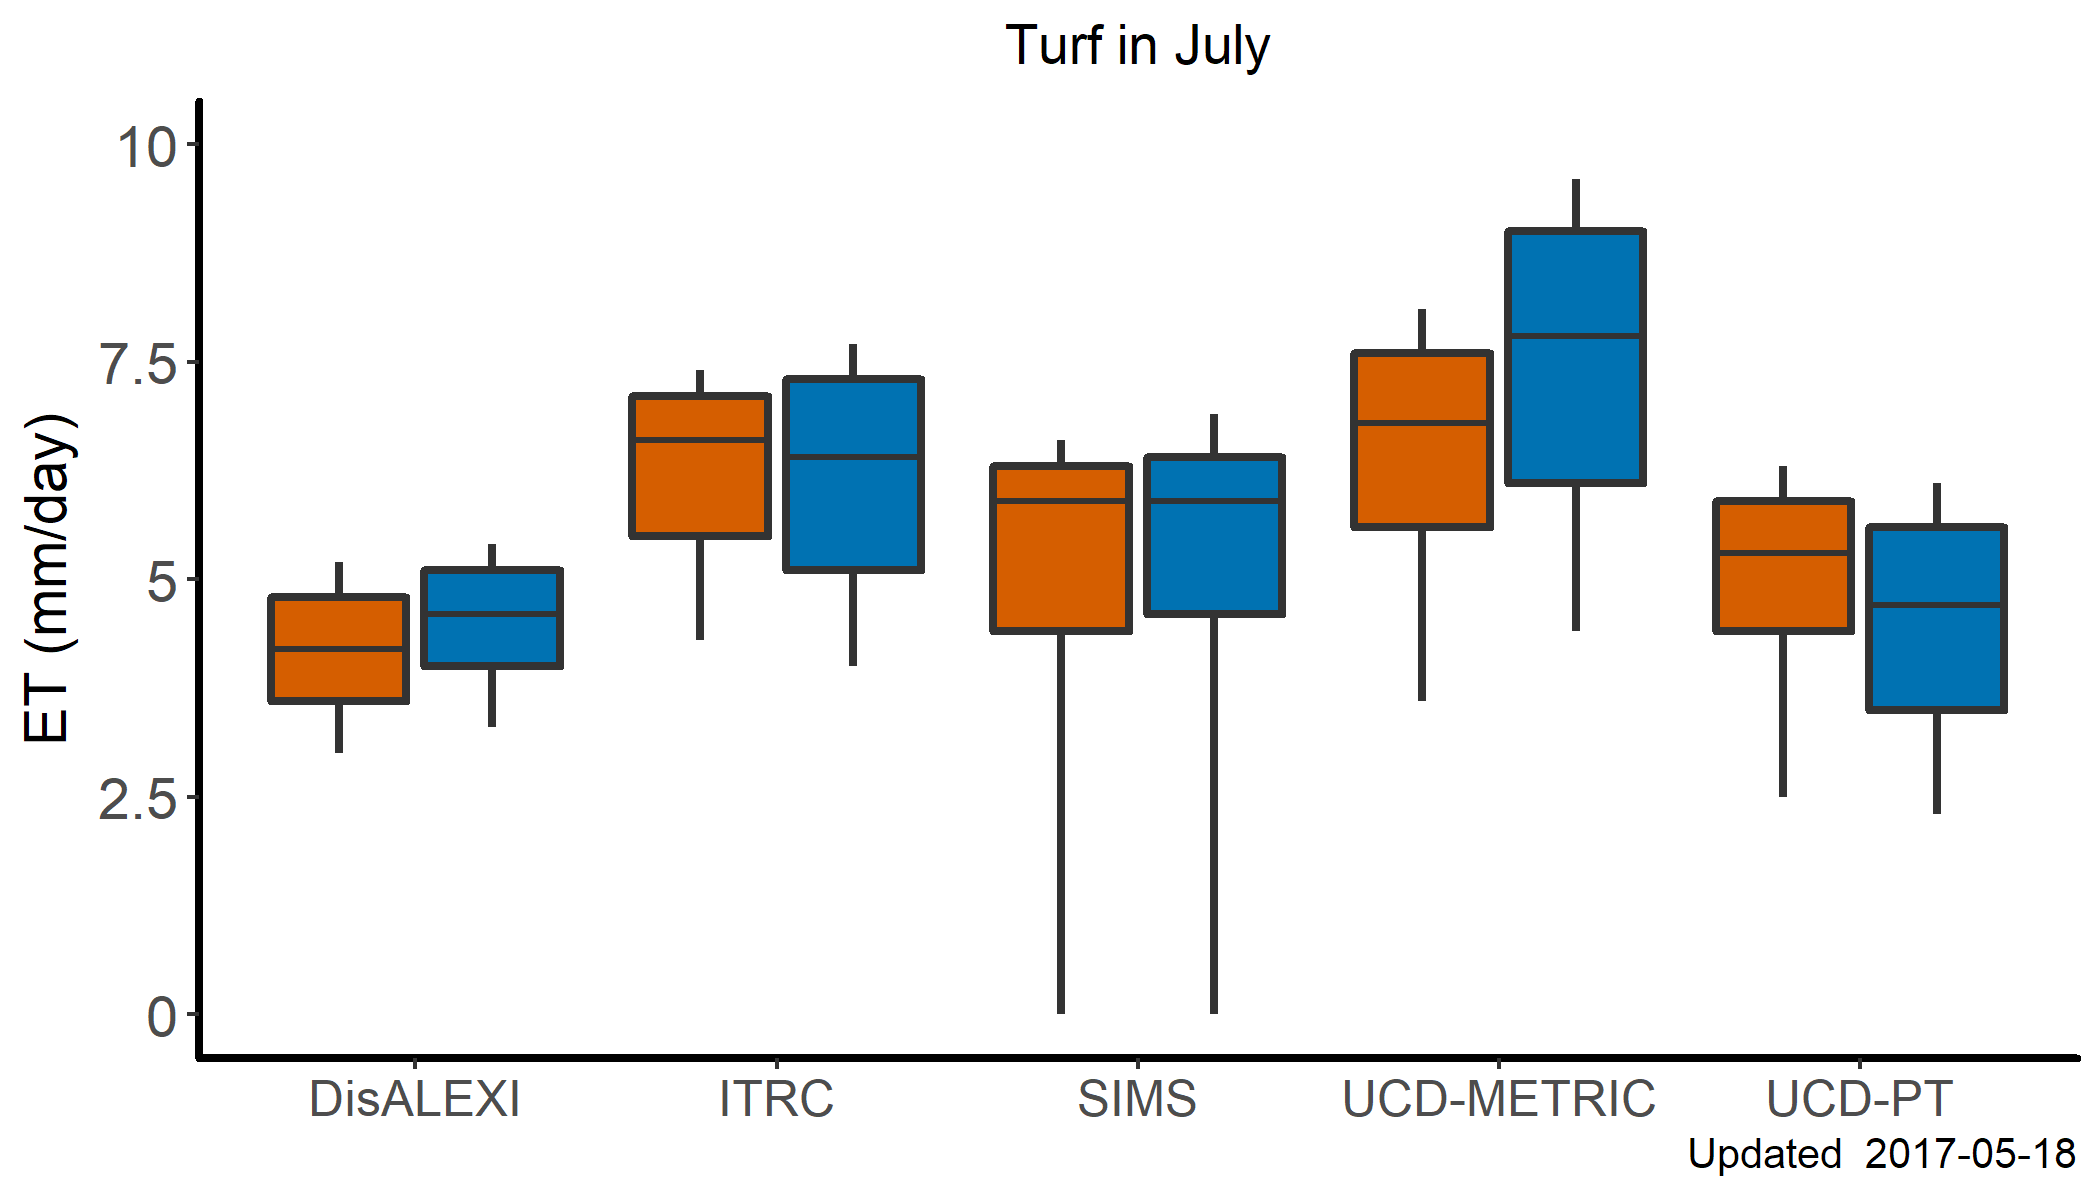 Turf in July
ET (mm/day)
10
7.5
5
2.5
0
DisALEXI ITRC SIMS UCD-METRIC UCD-PT
Updated 2017-05-18